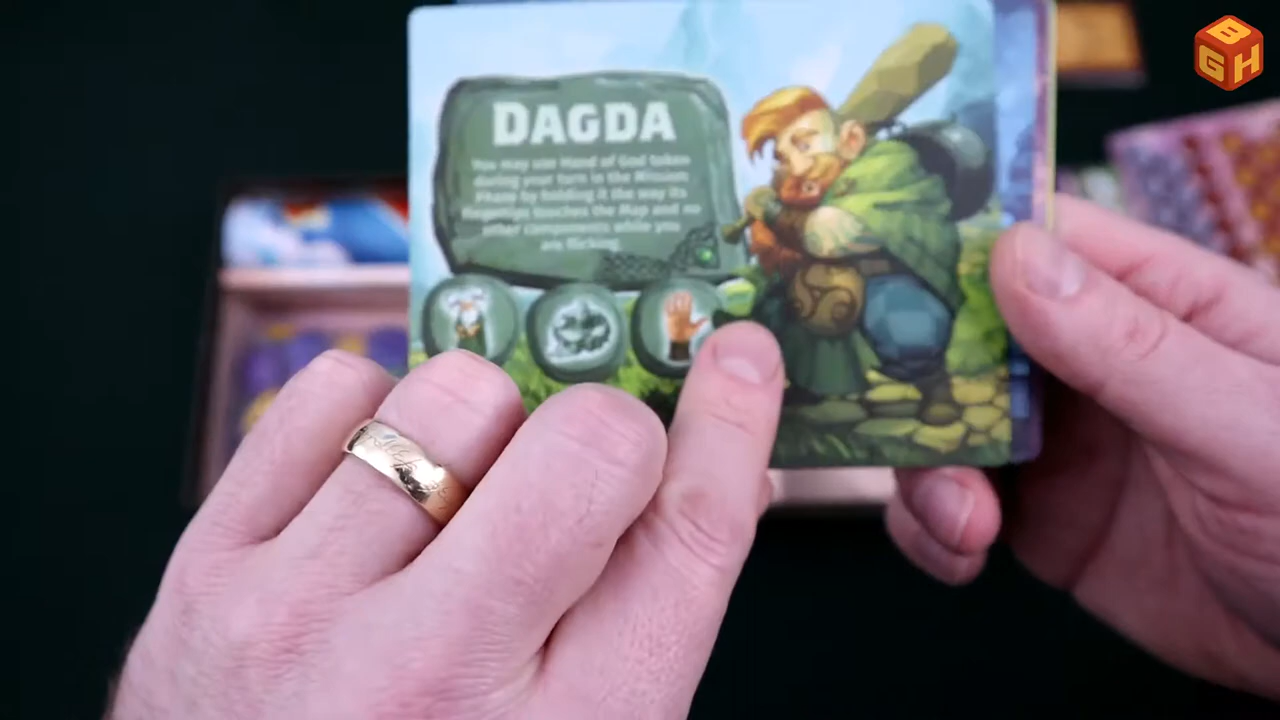 DAGDA
You may use Hand of God token
during your turn in the Mission
Phase by holding it the way its
fingertips touches the Map and no
other components while you
are flicking.
B
G H